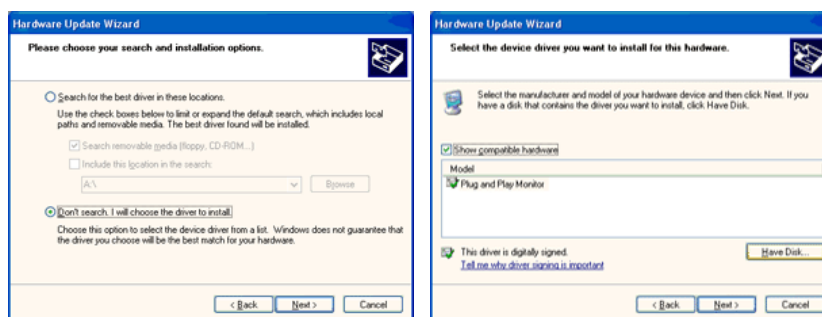 Hardware Update Wizard
Please choose your search and installation options.
Search for the best driver in these locations.
Use the check boxes below to limit or expand the default search, which includes local
paths and removable media. The best driver found will be installed.
Search removable media (floppy, CD-ROM...)
Include this location in the search:
A:\
Browse
Don't search. I will choose the driver to install.
Choose this option to select the device driver from a list. Windows does not guarantee that
the driver you choose will be the best match for your hardware.
< Back
Next >
Cancel
Hardware Update Wizard
Select the device driver you want to install for this hardware.
Select the manufacturer and model of your hardware device and then click Next. If you
have a disk that contains the driver you want to install, click Have Disk.
Show compatible hardware
Model
Plug and Play Monitor
This driver is digitally signed.
Tell me why driver signing is important
Have Disk...
< Back
Next >
Cancel